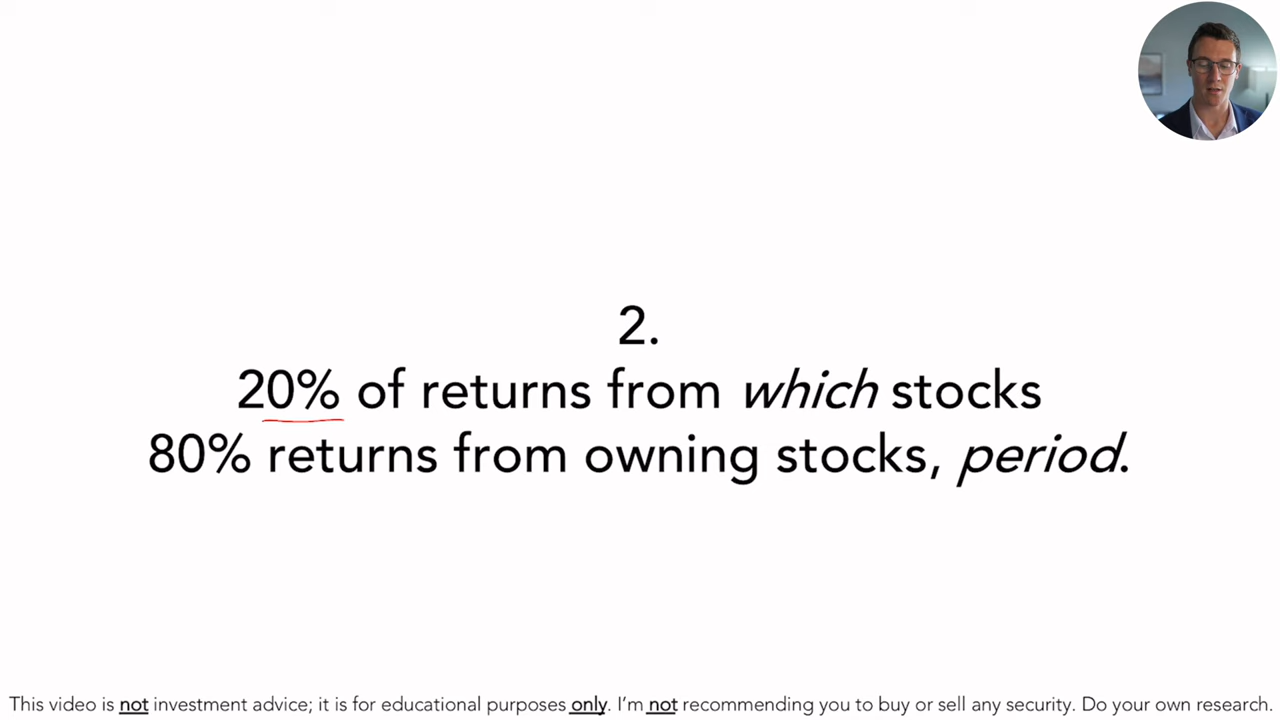 2.
20% of returns from which stocks
80% returns from owning stocks, period.
This video is not investment advice; it is for educational purposes only. I'm not recommending you to buy or sell any security. Do your own research.